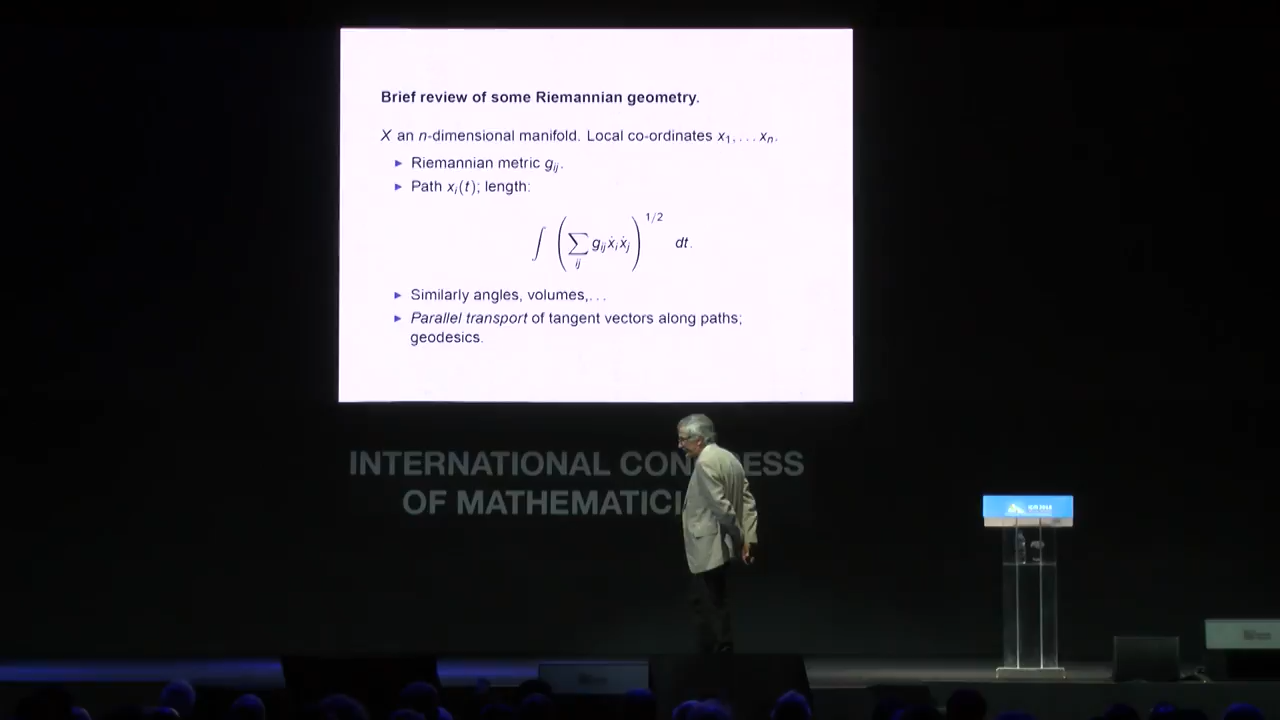 Brief review of some Riemannian geometry.
X an n-dimensional manifold. Local co-ordinates x₁, . . . xₙ.
► Riemannian metric gᵢⱼ.
► Path xᵢ(t); length:
∫ (∑ᵢⱼ gᵢⱼẋᵢẋⱼ)^1/2 dt.
► Similarly angles, volumes,. . .
► Parallel transport of tangent vectors along paths;
geodesics.
INTERNATIONAL CON ESS
OF MATHEMATICI